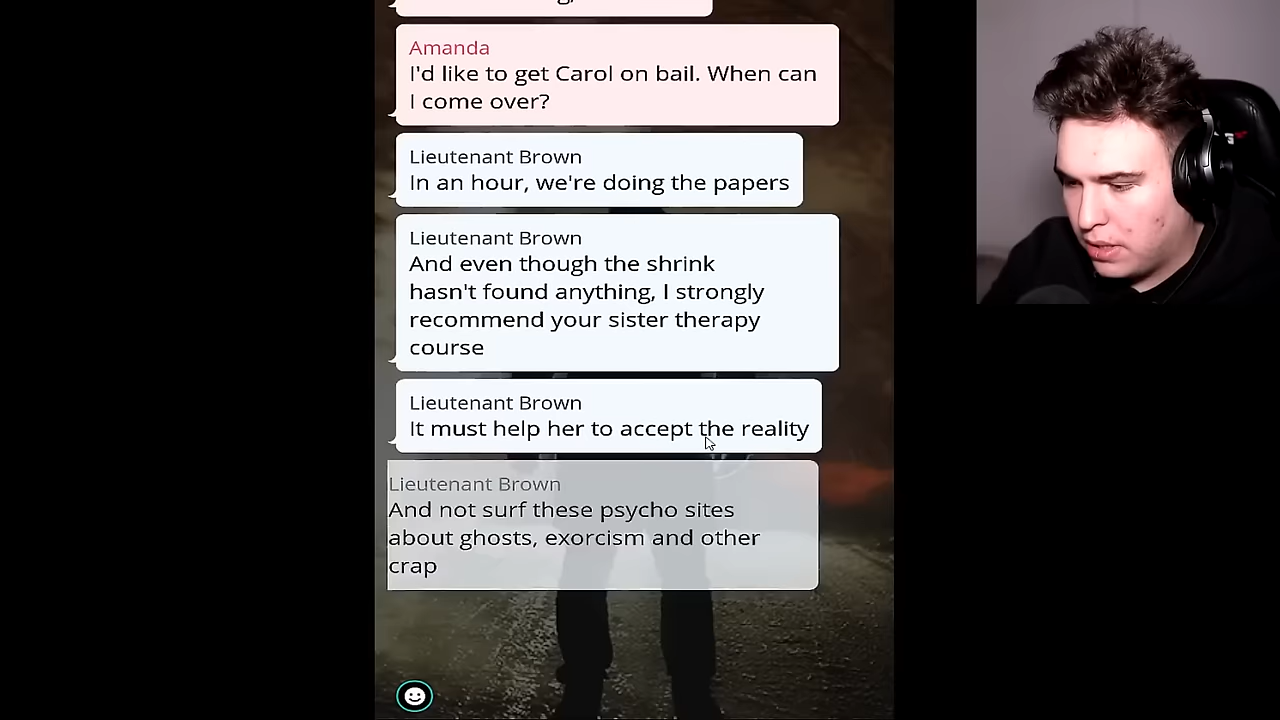 Amanda
I'd like to get Carol on bail. When can
I come over?
Lieutenant Brown
In an hour, we're doing the papers
Lieutenant Brown
And even though the shrink
hasn't found anything, I strongly
recommend your sister therapy
course
Lieutenant Brown
It must help her to accept the reality
Lieutenant Brown
And not surf these psycho sites
about ghosts, exorcism and other
crap